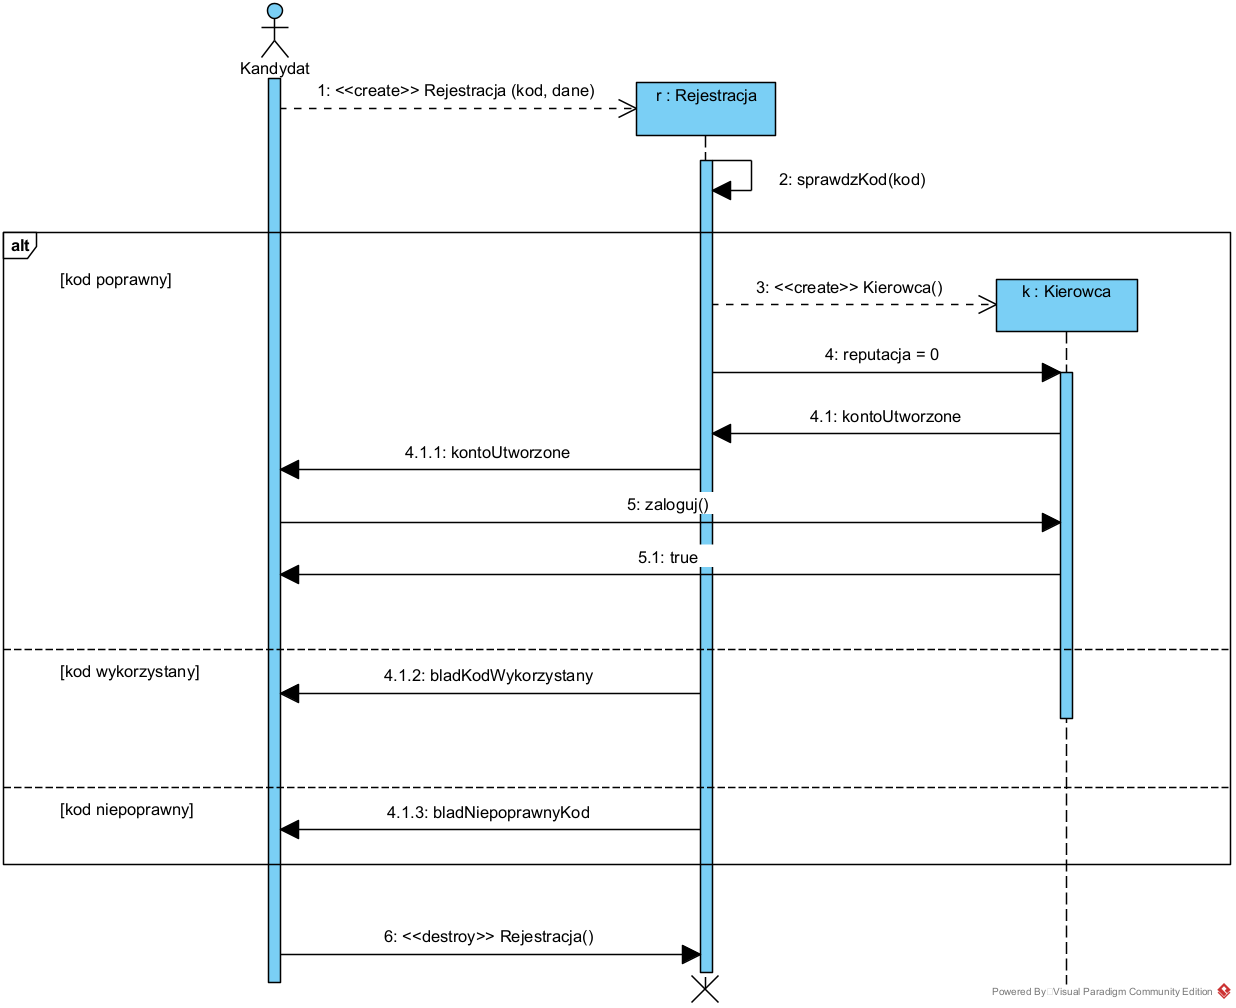 Kandydat
1: <<create>> Rejestracja (kod, dane)
r : Rejestracja
2: sprawdzKod(kod)
alt
[kod poprawny]
3: <<create>> Kierowca()
k : Kierowca
4: reputacja = 0
4.1: kontoUtworzone
4.1.1: kontoUtworzone
5: zaloguj()
5.1: true
[kod wykorzystany]
4.1.2: bladKodWykorzystany
[kod niepoprawny]
4.1.3: bladNiepoprawnyKod
6: <<destroy>> Rejestracja()
Powered By Visual Paradigm Community Edition